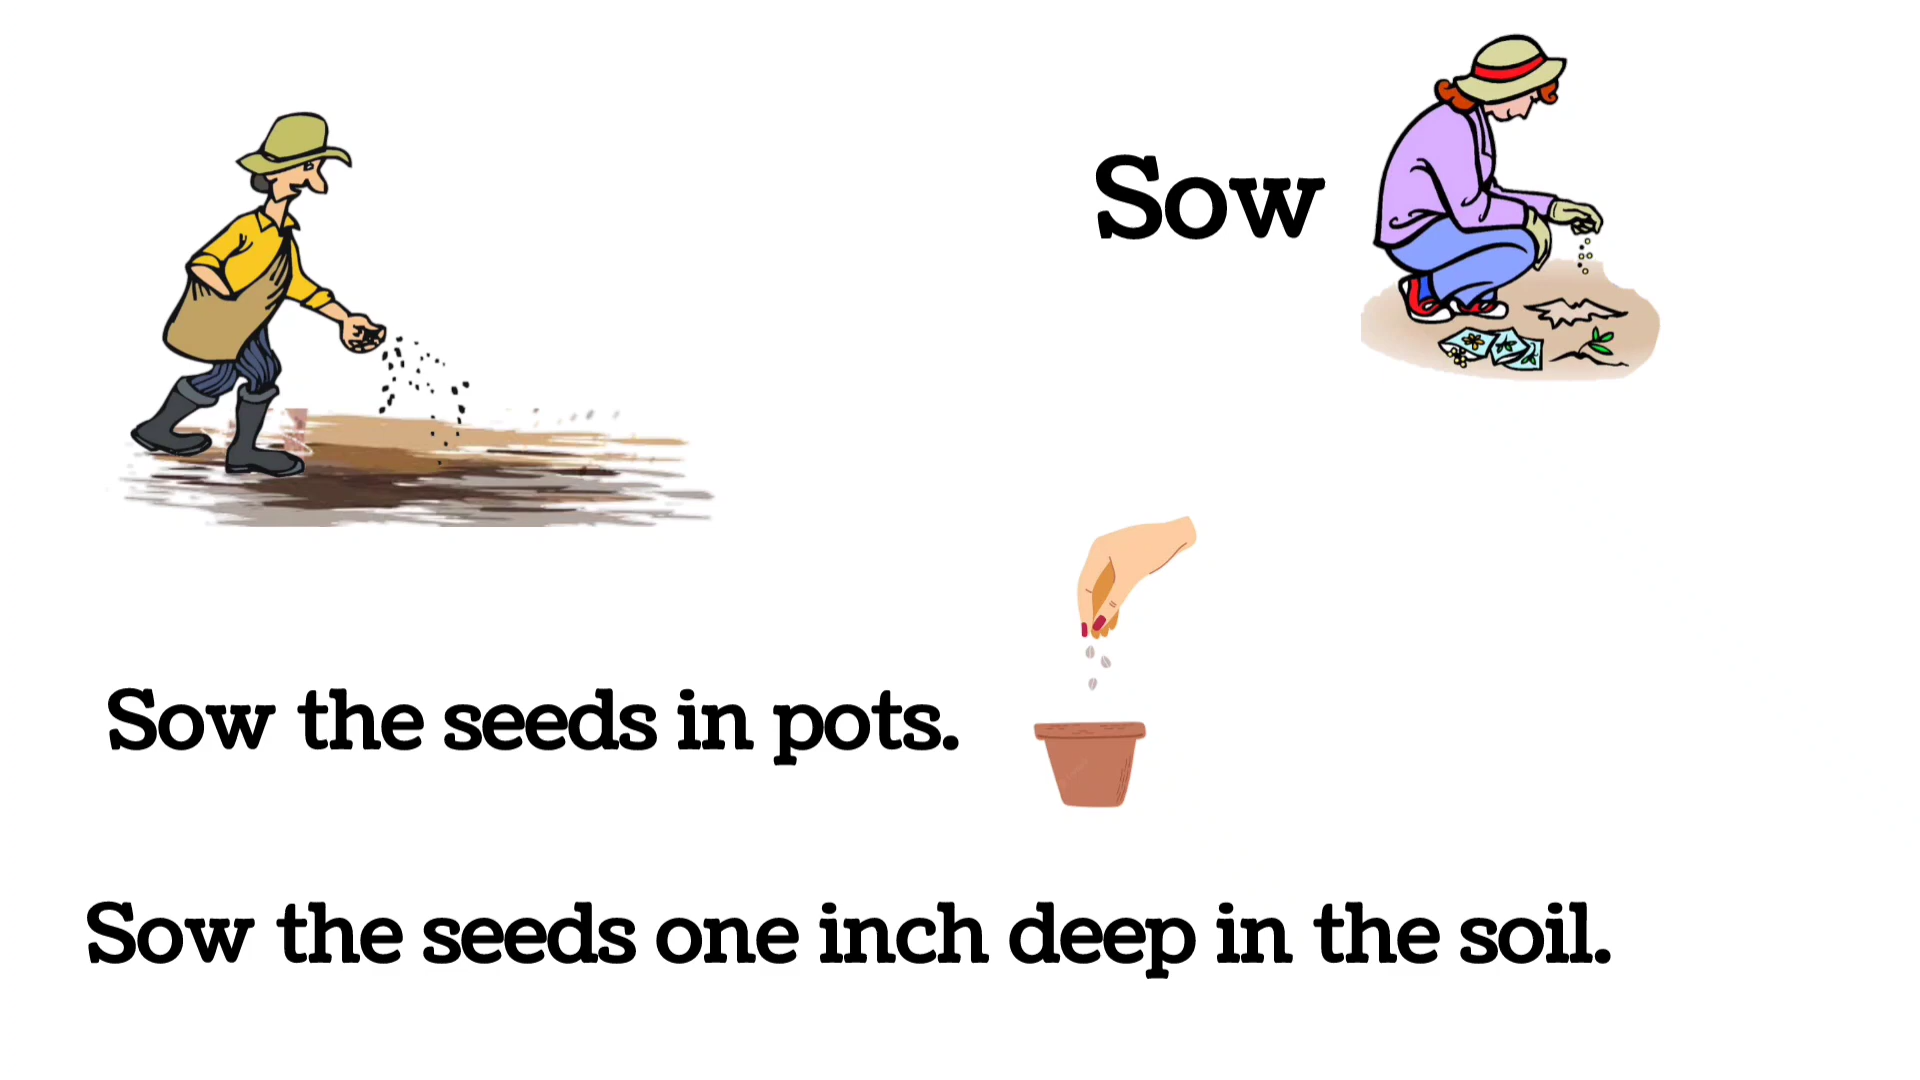 Sow
Sow the seeds in pots.
Sow the seeds one inch deep in the soil.